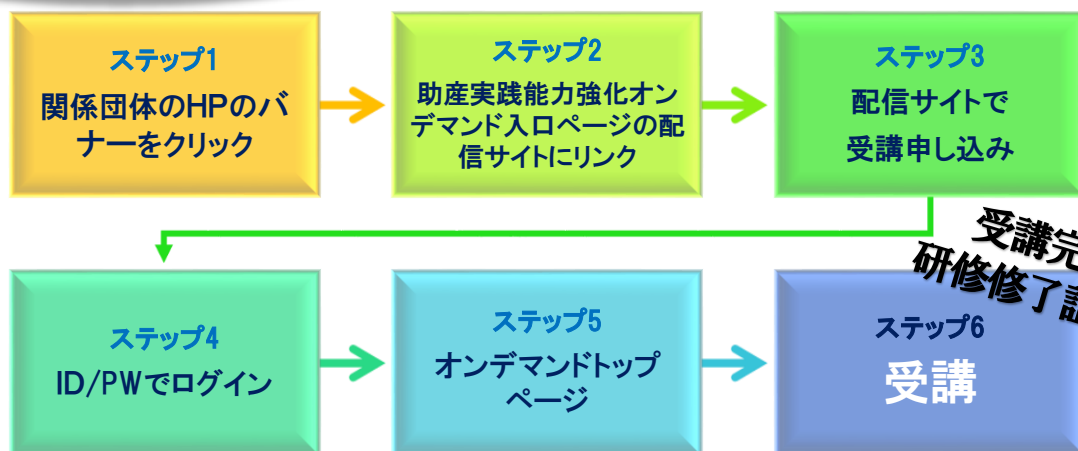 ステップ1
関係団体のHPのバ
ナーをクリック
ステップ2
助産実践能力強化オン
デマンド入口ページの配
信サイトにリンク
ステップ3
配信サイトで
受講申し込み
受講完
研修修了証
ステップ4
ID/PWでログイン
ステップ5
オンデマンドトップ
ページ
ステップ6
受講